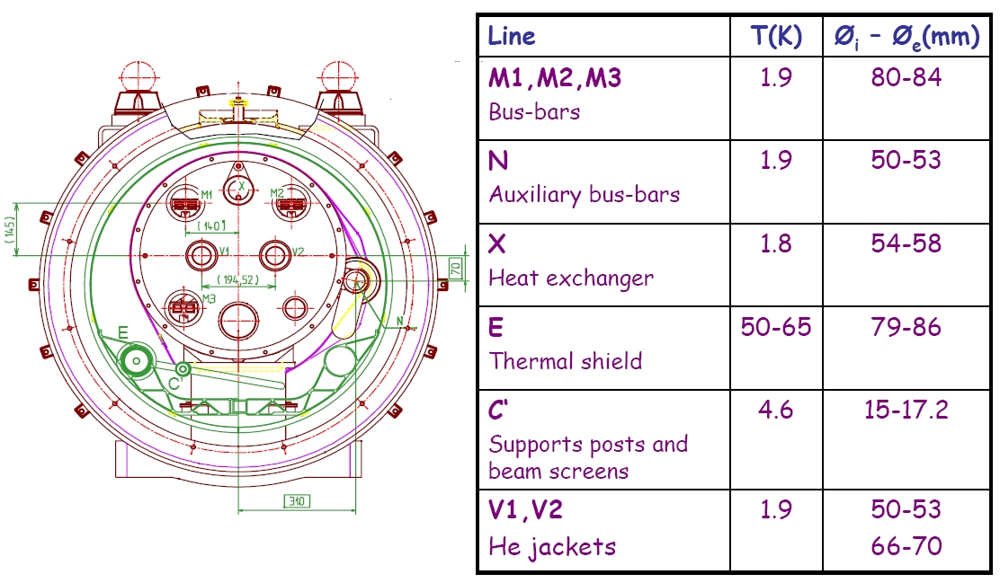 X
M1
M2
(140)
(145)
V1
V2
(194,52)
70
M3
N
E
C'
310
Line T(K) Øi – Øe(mm)
M1,M2,M3 1.9 80-84
Bus-bars
N 1.9 50-53
Auxiliary bus-bars
X 1.8 54-58
Heat exchanger
E 50-65 79-86
Thermal shield
C' 4.6 15-17.2
Supports posts and
beam screens
V1,V2 1.9 50-53
He jackets 66-70